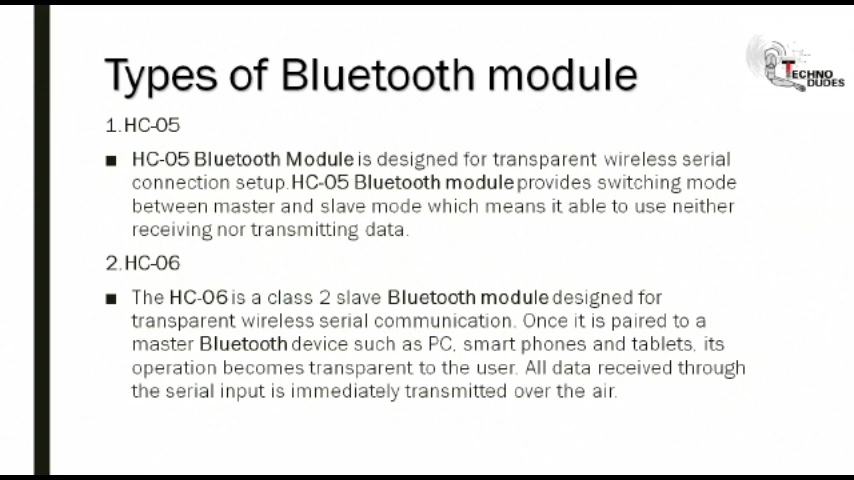 Types of Bluetooth module
TECHNO
DUDES
1.HC-05
■ HC-05 Bluetooth Module is designed for transparent wireless serial
connection setup.HC-05 Bluetooth module provides switching mode
between master and slave mode which means it able to use neither
receiving nor transmitting data.
2.HC-06
■ The HC-06 is a class 2 slave Bluetooth module designed for
transparent wireless serial communication. Once it is paired to a
master Bluetooth device such as PC, smart phones and tablets, its
operation becomes transparent to the user. All data received through
the serial input is immediately transmitted over the air.